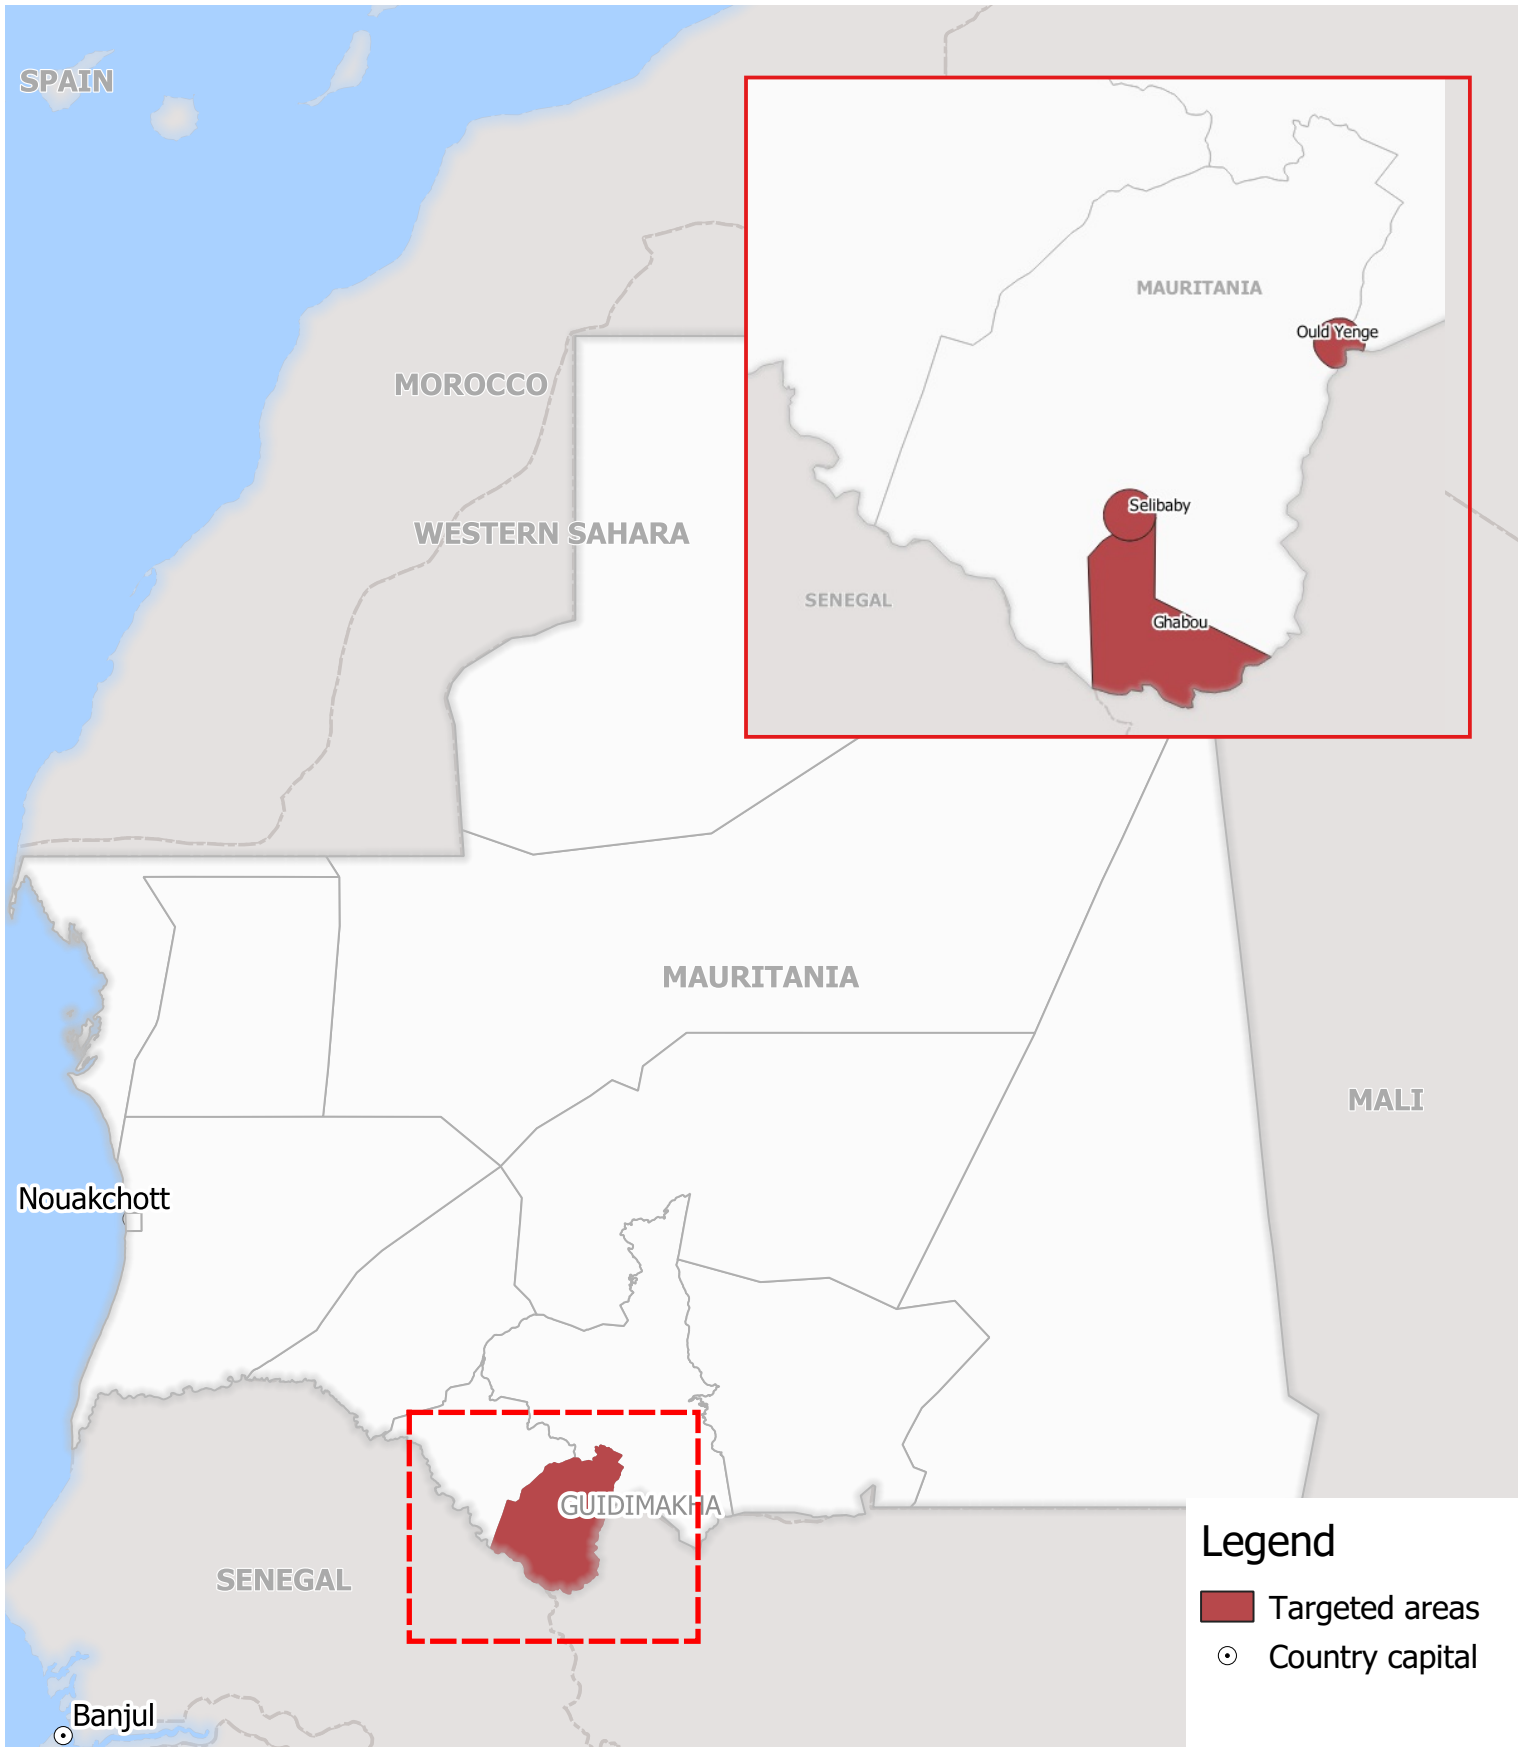 SPAIN
MAURITANIA
Ould Yenge
MOROCCO
Selibaby
WESTERN SAHARA
SENEGAL
Ghabou
MAURITANIA
MALI
Nouakchott
GUIDIMAKHA
SENEGAL
Banjul
Legend
Targeted areas
Country capital